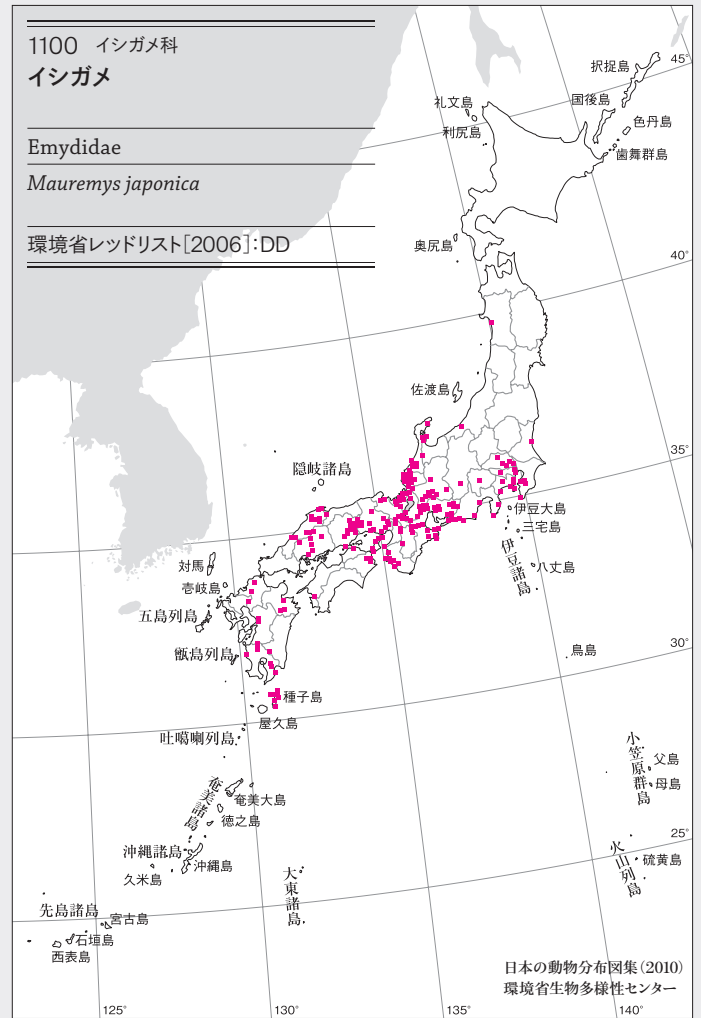 1100 イシガメ科
イシガメ
Emydidae
Mauremys japonica
環境省レッドリスト[2006]:DD
択捉島
45°
礼文島
国後島
利尻島
色丹島
歯舞群島
奥尻島
40°
佐渡島
35°
隠岐諸島
伊豆大島
三宅島
伊豆諸島
八丈島
対馬
壱岐島
五島列島
甑島列島
鳥島
30°
種子島
屋久島
吐噶喇列島
小笠原群島
父島
母島
奄美諸島
奄美大島
徳之島
25°
沖縄諸島
沖縄島
久米島
火山列島
硫黄島
大東諸島
先島諸島
宮古島
石垣島
西表島
日本の動物分布図集(2010)
環境省生物多様性センター
125°
130°
135°
140°